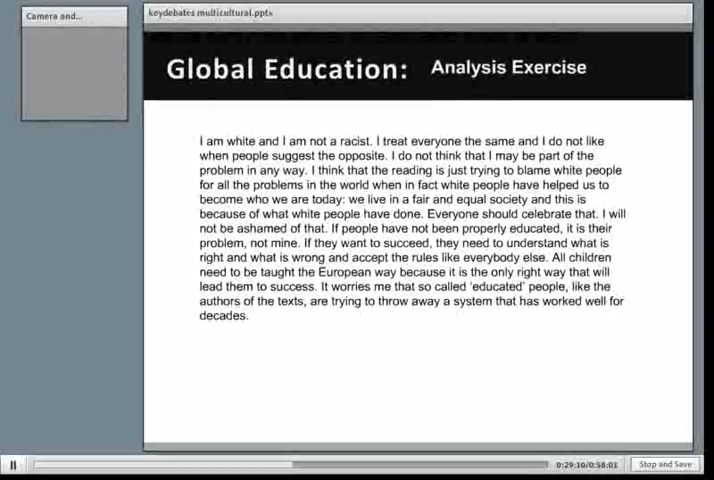 Camera and...
keydebates multicultural.pptx
Global Education: Analysis Exercise
I am white and I am not a racist. I treat everyone the same and I do not like
when people suggest the opposite. I do not think that I may be part of the
problem in any way. I think that the reading is just trying to blame white people
for all the problems in the world when in fact white people have helped us to
become who we are today: we live in a fair and equal society and this is
because of what white people have done. Everyone should celebrate that. I will
not be ashamed of that. If people have not been properly educated, it is their
problem, not mine. If they want to succeed, they need to understand what is
right and what is wrong and accept the rules like everybody else. All children
need to be taught the European way because it is the only right way that will
lead them to success. It worries me that so called 'educated' people, like the
authors of the texts, are trying to throw away a system that has worked well for
decades.
0:29:10/0:58:01
Stop and Save